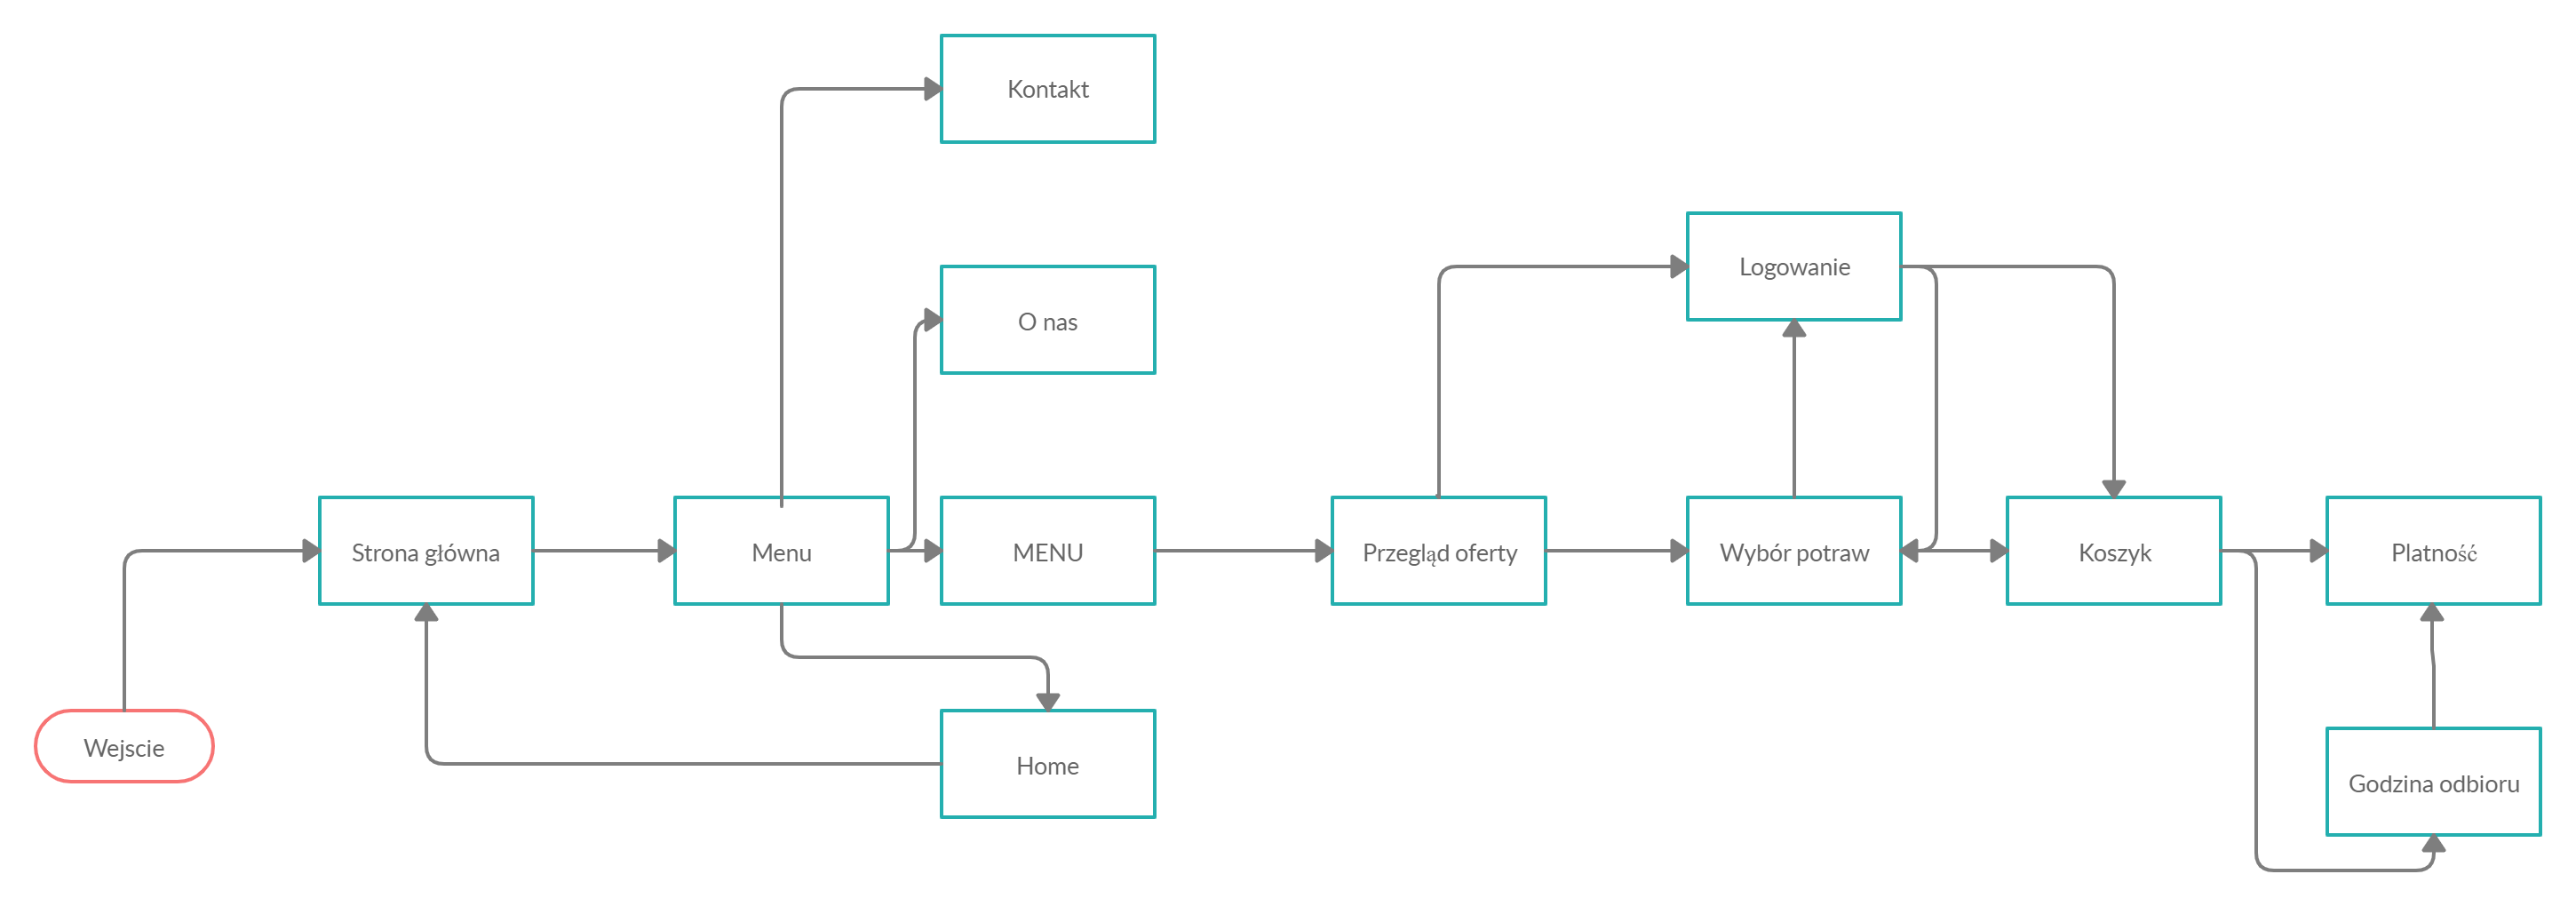 Kontakt
O nas
Logowanie
Strona główna
Menu
MENU
Przegląd oferty
Wybór potraw
Koszyk
Platność
Wejscie
Home
Godzina odbioru